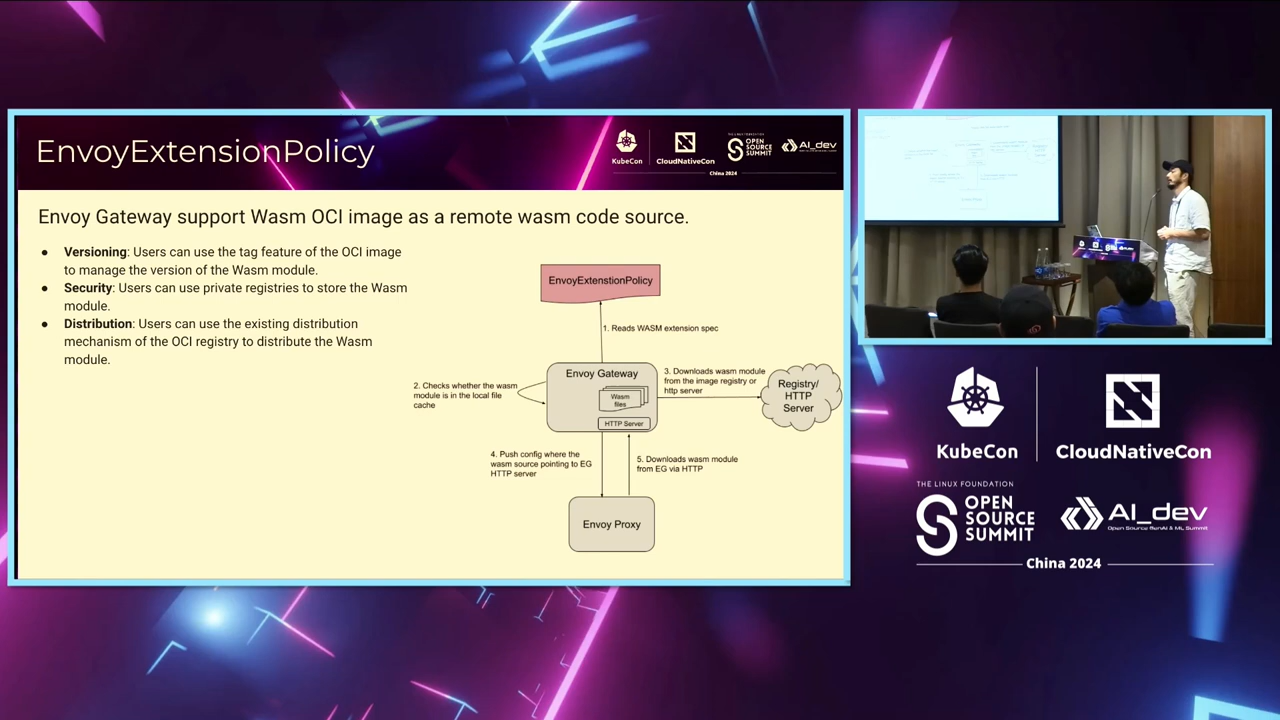 EnvoyExtensionPolicy
KubeCon
CloudNativeCon
THE LINUX FOUNDATION
OPEN
SOURCE
SUMMIT
AI_dev
China 2024
Envoy Gateway support Wasm OCI image as a remote wasm code source.
● Versioning: Users can use the tag feature of the OCI image
to manage the version of the Wasm module.
● Security: Users can use private registries to store the Wasm
module.
● Distribution: Users can use the existing distribution
mechanism of the OCI registry to distribute the Wasm
module.
EnvoyExtenstionPolicy
1. Reads WASM extension spec
Envoy Gateway
Wasm
files
HTTP Server
2. Checks whether the wasm
module is in the local file
cache
3. Downloads wasm module
from the image registry or
http server
Registry/
HTTP
Server
4. Push config where the
wasm source pointing to EG
HTTP server
5. Downloads wasm module
from EG via HTTP
Envoy Proxy
KubeCon
CloudNativeCon
THE LINUX FOUNDATION
OPEN
SOURCE
SUMMIT
AI_dev
Open Source GenAI & ML Summit
China 2024